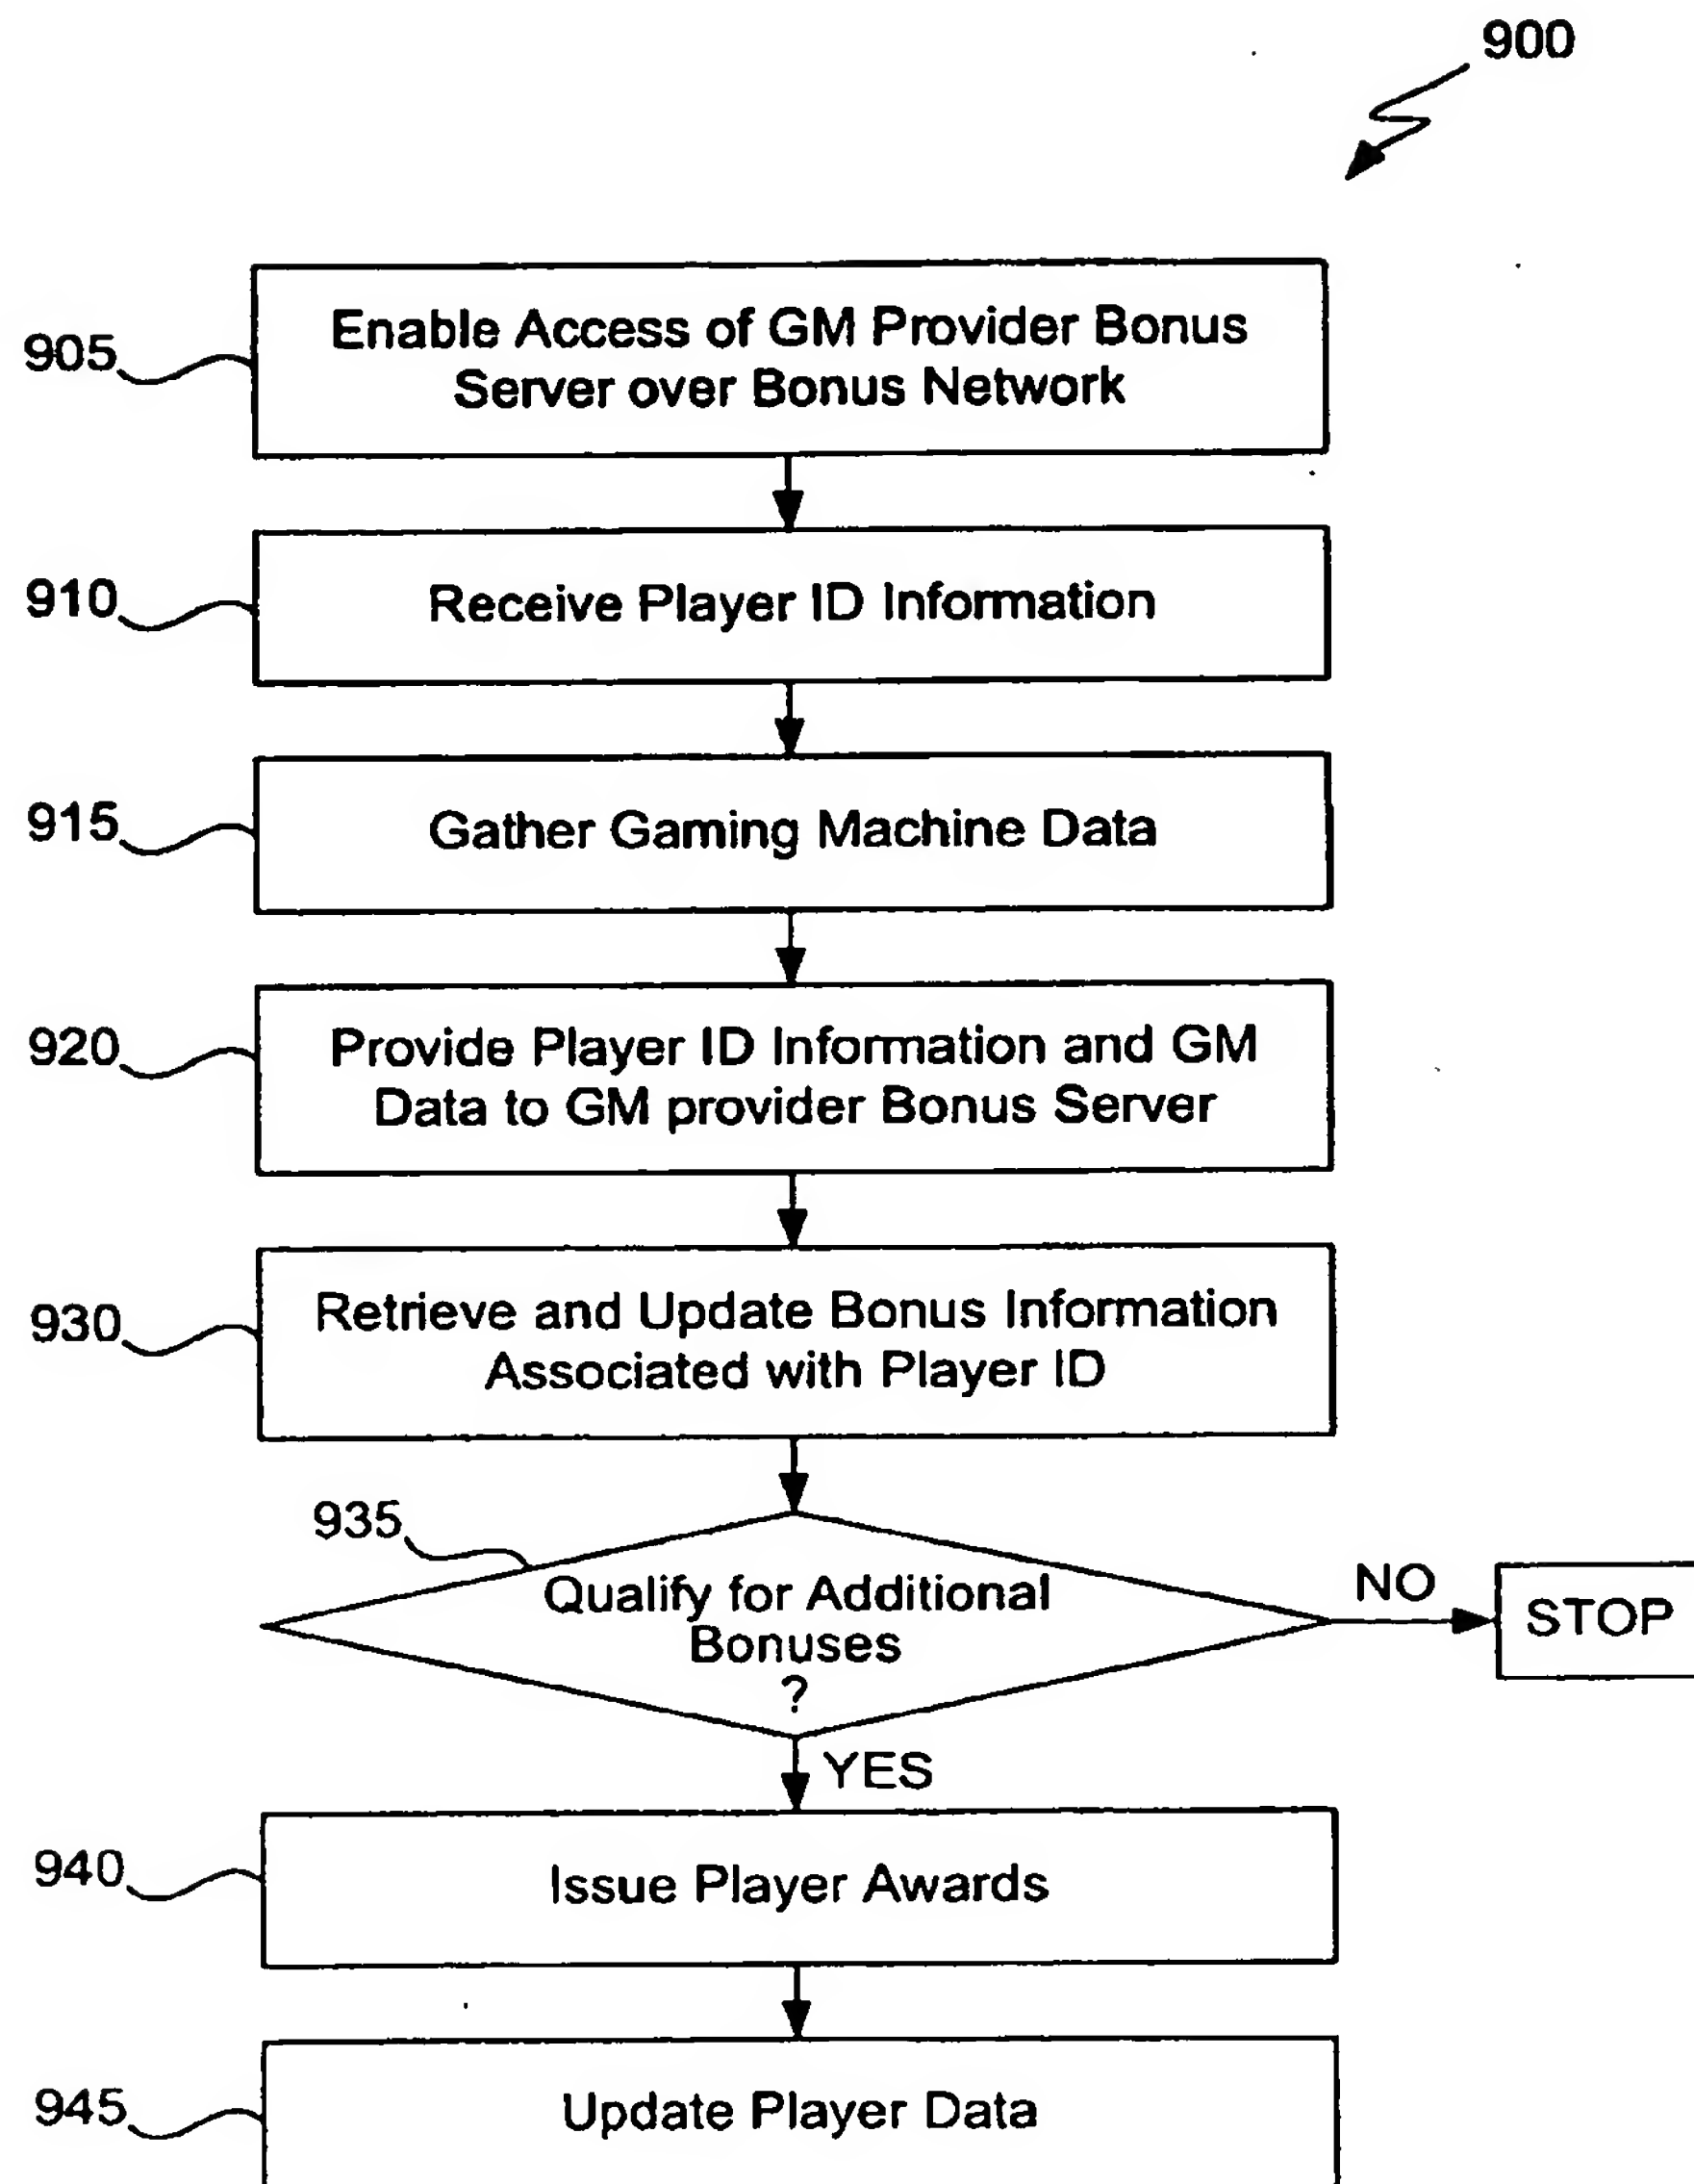 900
905
Enable Access of GM Provider Bonus
Server over Bonus Network
910
Receive Player ID Information
915
Gather Gaming Machine Data
920
Provide Player ID Information and GM
Data to GM provider Bonus Server
930
Retrieve and Update Bonus Information
Associated with Player ID
935
Qualify for Additional
Bonuses
?
NO
STOP
YES
940
Issue Player Awards
945
Update Player Data